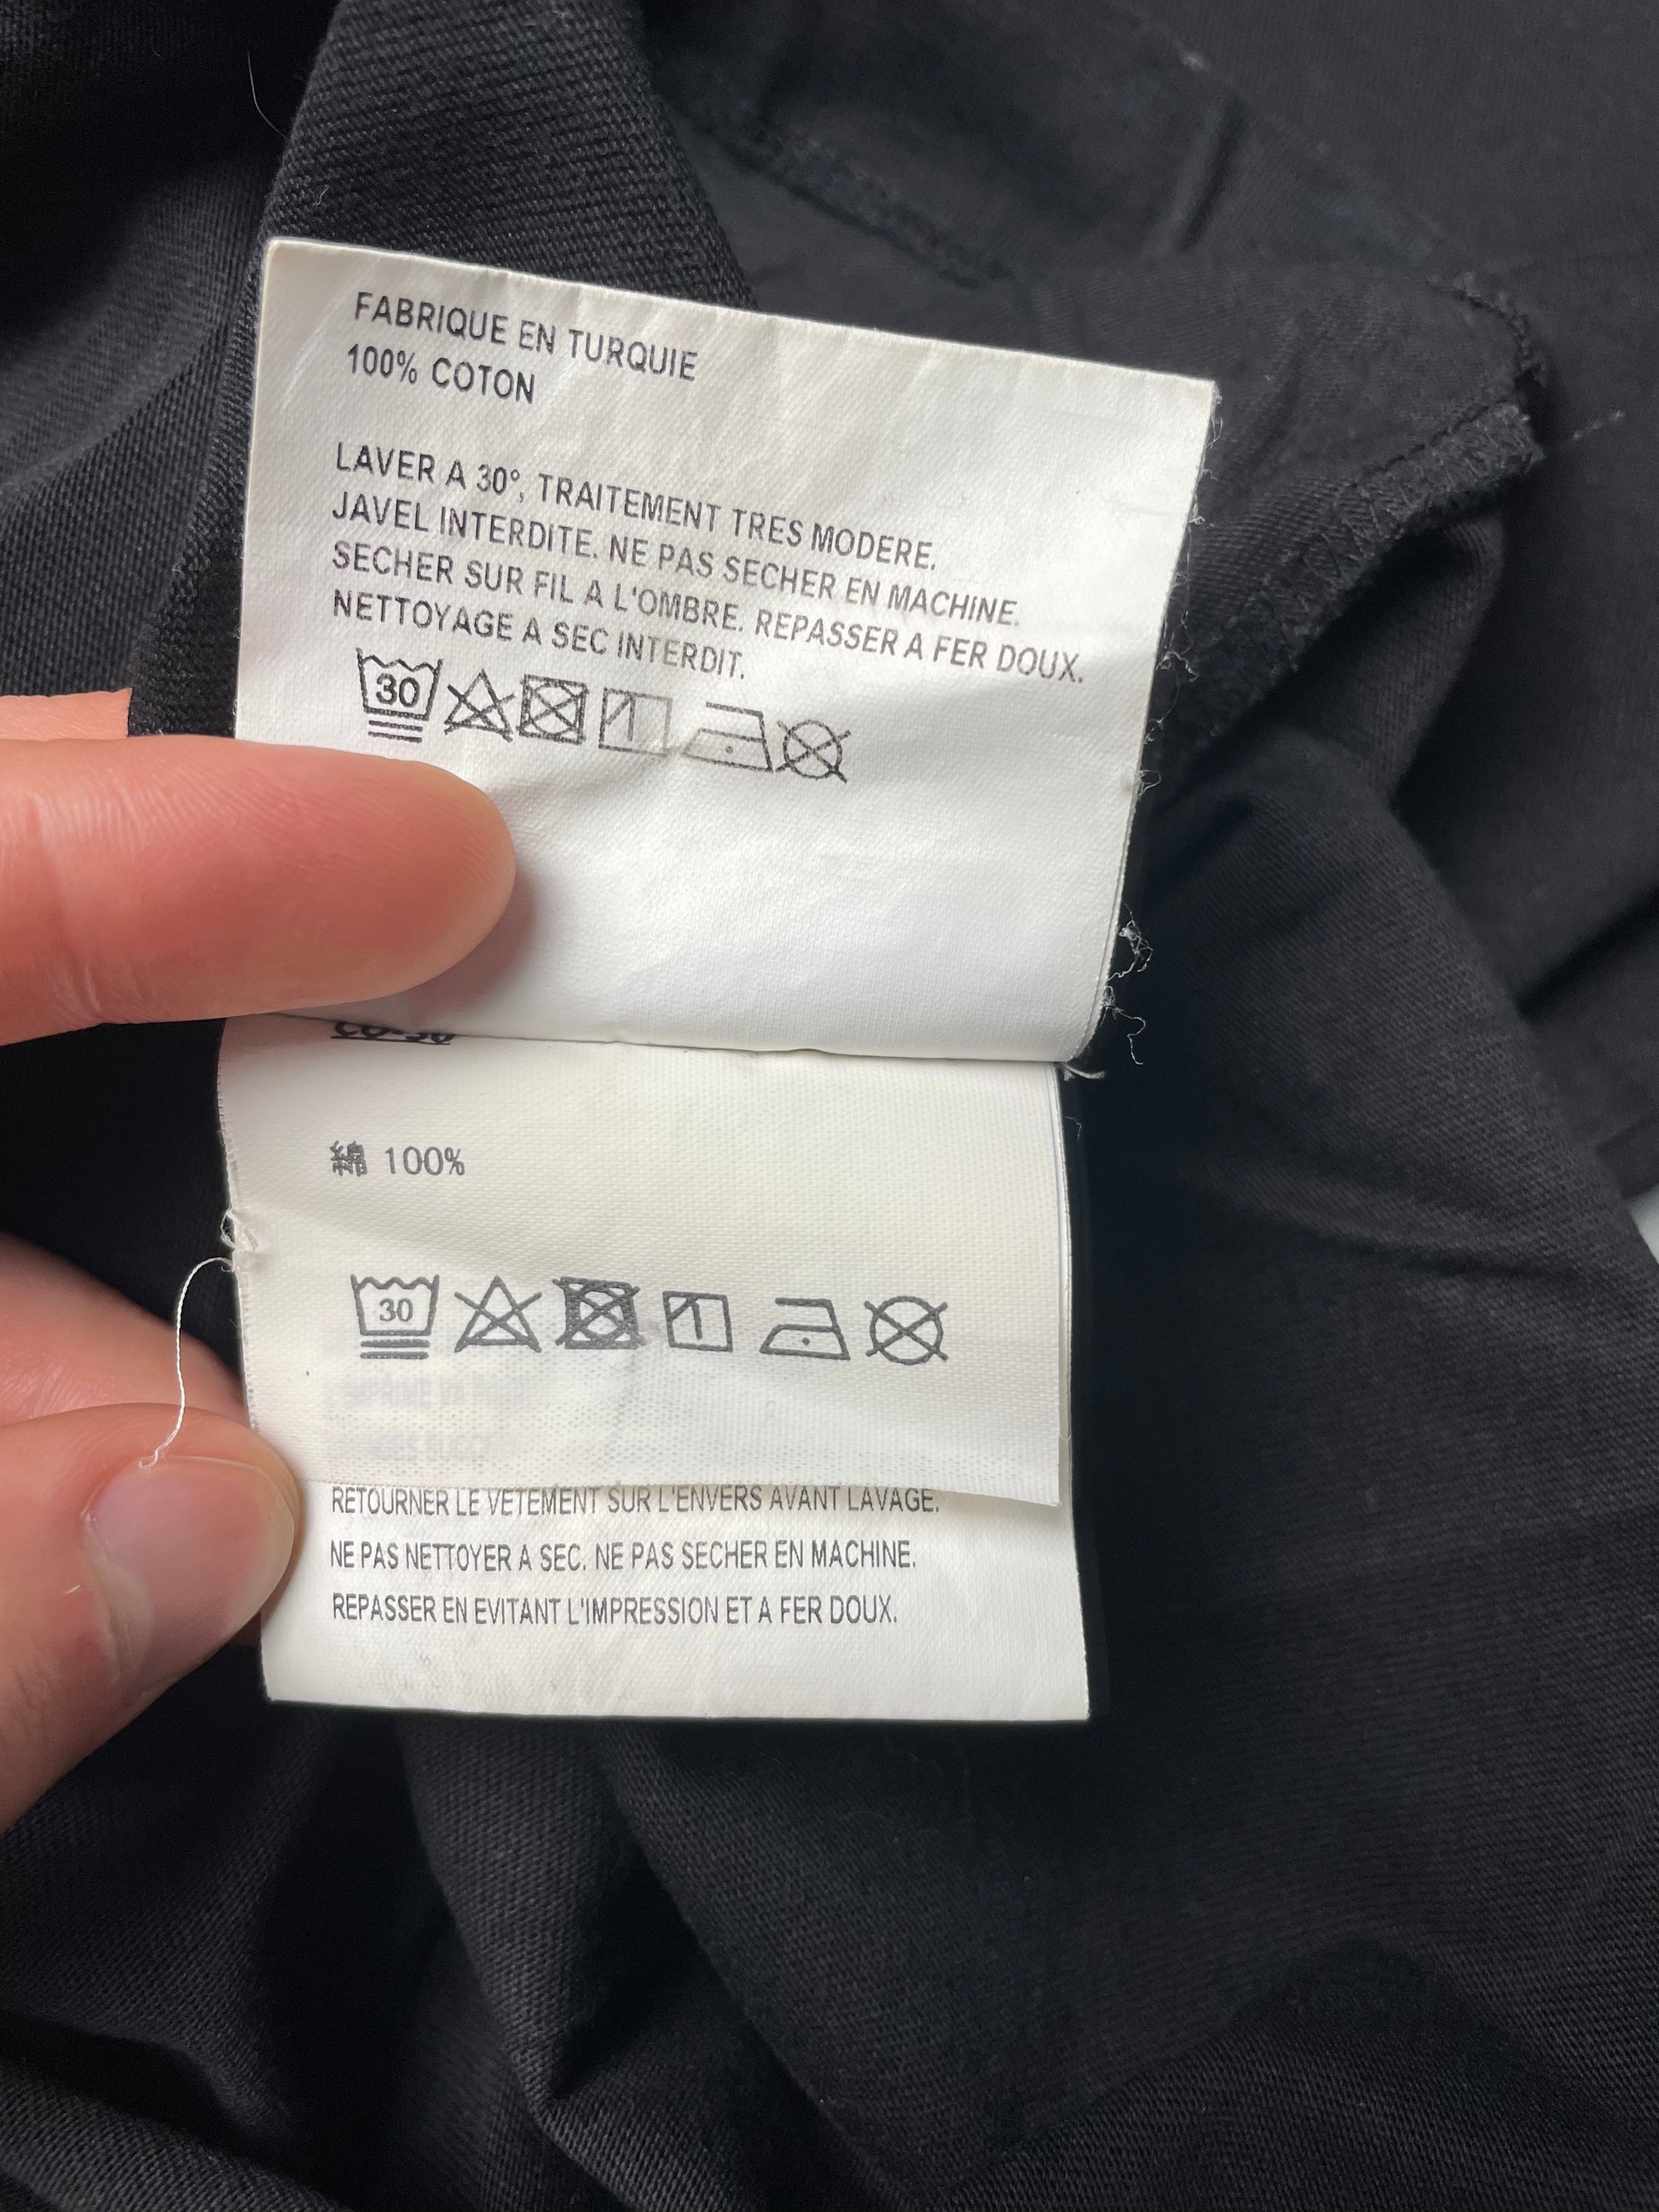 FABRIQUE EN TURQUIE
100% COTON
LAVER A 30°, TRAITEMENT TRES MODERE.
JAVEL INTERDITE. NE PAS SECHER EN MACHINE.
SECHER SUR FIL A L'OMBRE. REPASSER A FER DOUX.
NETTOYAGE A SEC INTERDIT.
30
綿 100%
30
RETOURNER LE VETEMENT SUR L'ENVERS AVANT LAVAGE.
NE PAS NETTOYER A SEC. NE PAS SECHER EN MACHINE.
REPASSER EN EVITANT L'IMPRESSION ET A FER DOUX.